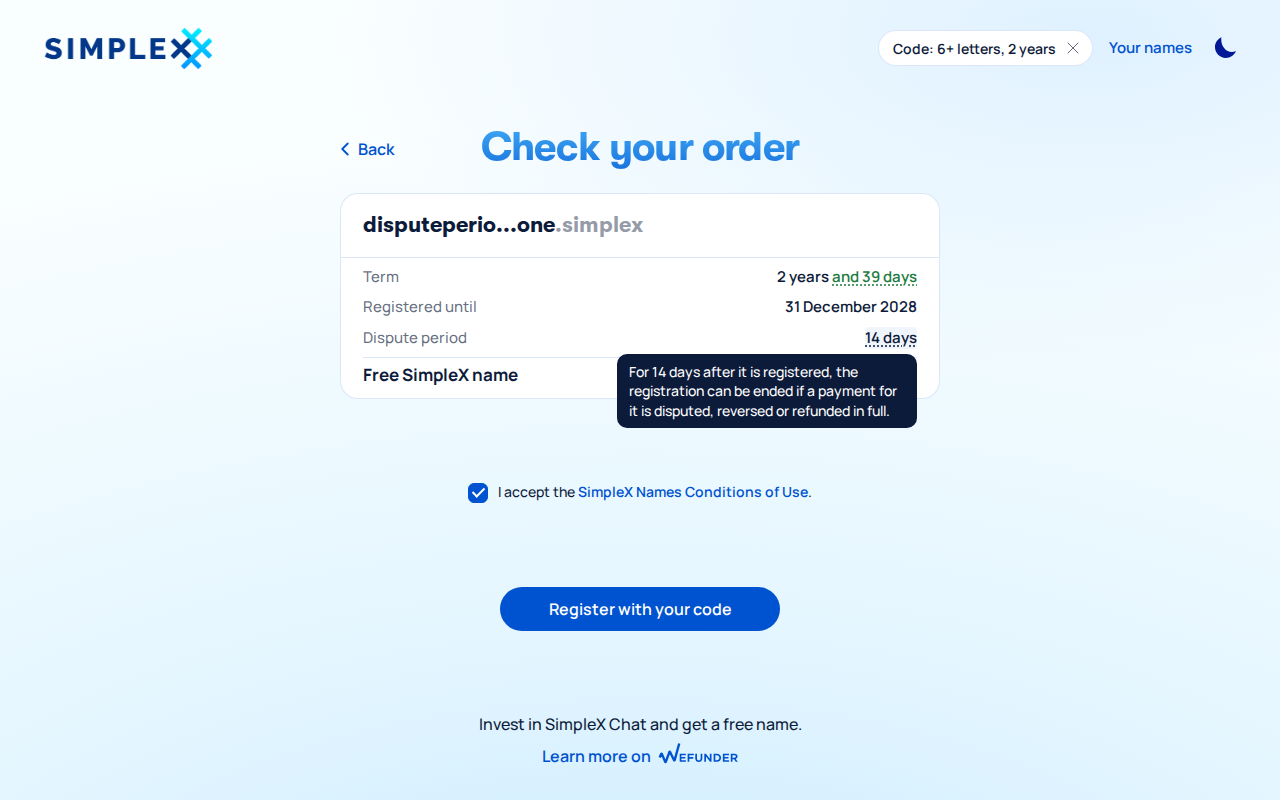 SIMPLEX
Code: 6+ letters, 2 years
Your names
Back
Check your order
disputeperio...one.simplex
Term
2 years and 39 days
Registered until
31 December 2028
Dispute period
14 days
Free SimpleX name
For 14 days after it is registered, the
registration can be ended if a payment for
it is disputed, reversed or refunded in full.
I accept the SimpleX Names Conditions of Use.
Register with your code
Invest in SimpleX Chat and get a free name.
Learn more on WEFUNDER